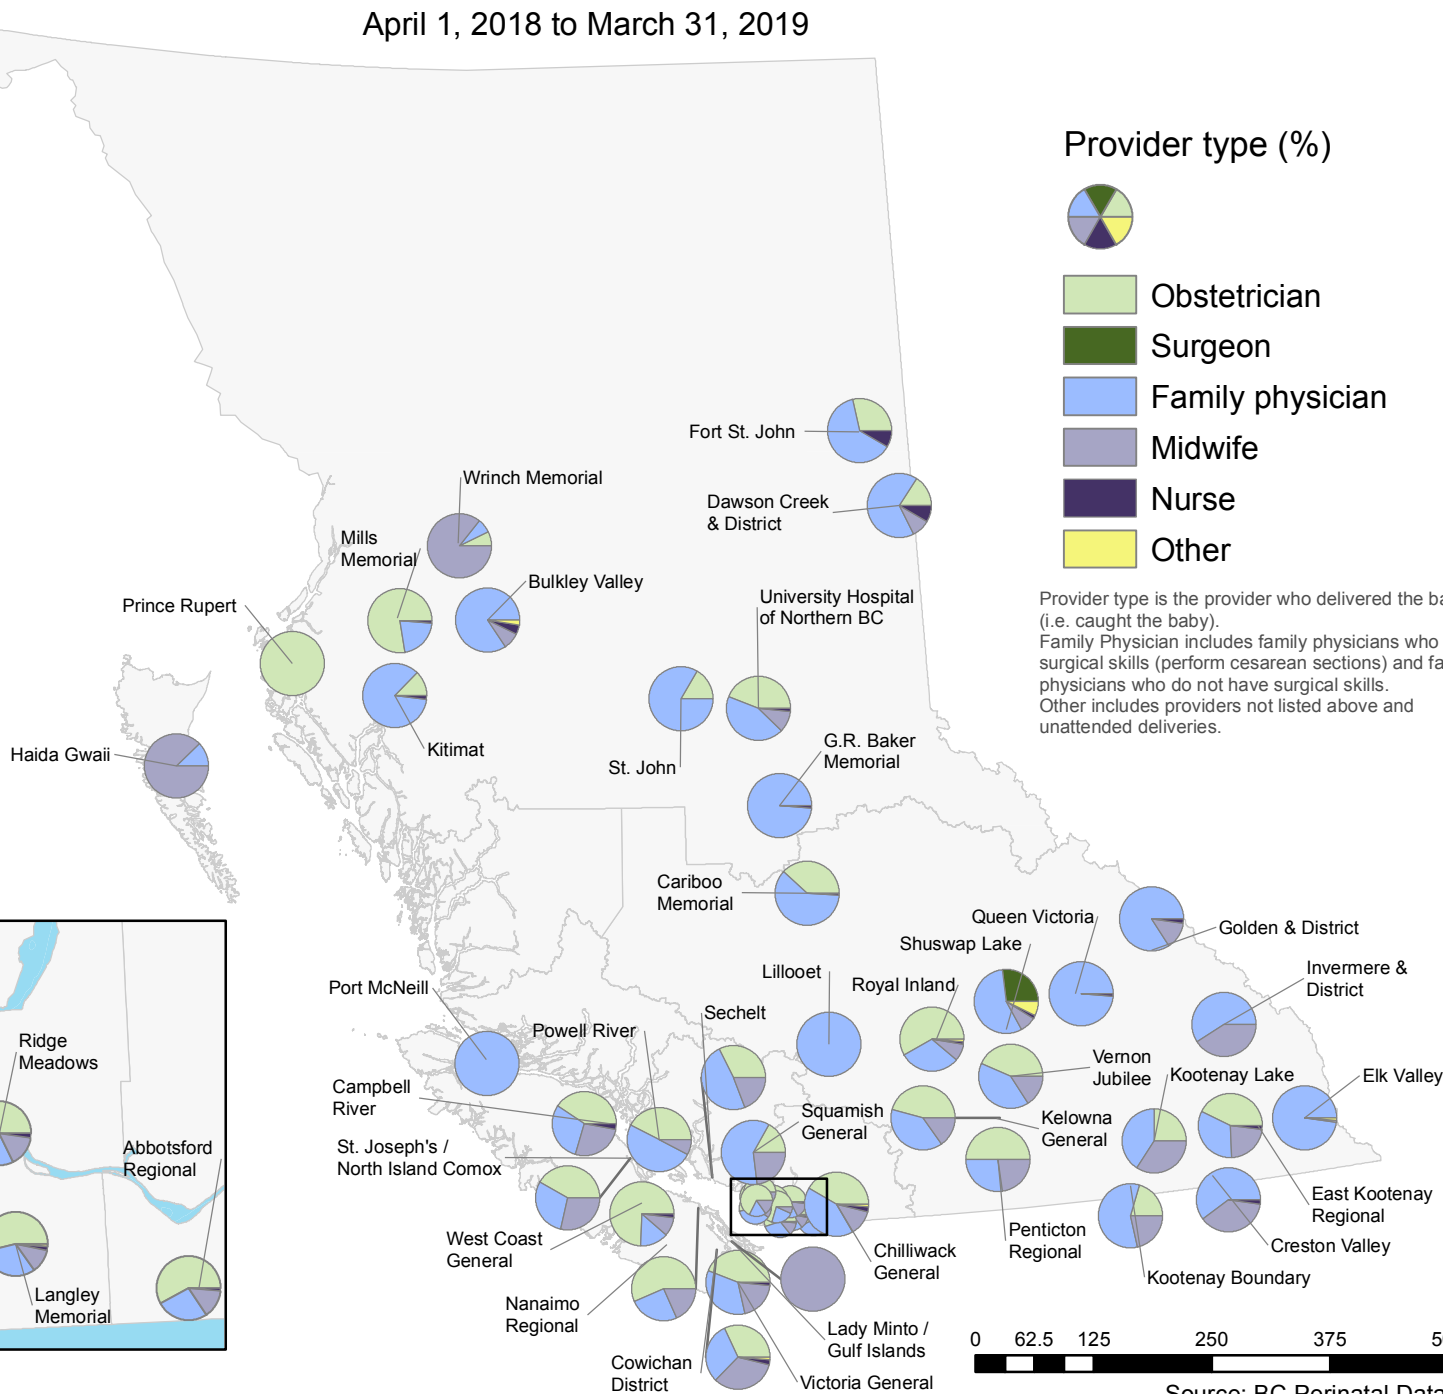 April 1, 2018 to March 31, 2019
Provider type (%)
Obstetrician
Surgeon
Family physician
Midwife
Nurse
Other
Provider type is the provider who delivered the
(i.e. caught the baby).
Family Physician includes family physicians who
surgical skills (perform cesarean sections) and
physicians who do not have surgical skills.
Other includes providers not listed above and
unattended deliveries.
Fort St. John
Wrinch Memorial
Dawson Creek
& District
Mills
Memorial
Bulkley Valley
Prince Rupert
University Hospital
of Northern BC
Haida Gwaii
Kitimat
St. John
G.R. Baker
Memorial
Cariboo
Memorial
Queen Victoria
Golden & District
Shuswap Lake
Invermere &
District
Lillooet
Royal Inland
Port McNeill
Sechelt
Powell River
Ridge
Meadows
Vernon
Jubilee
Kootenay Lake
Elk Valley
Campbell
River
Squamish
General
Kelowna
General
St. Joseph's /
North Island Comox
Abbotsford
Regional
East Kootenay
Regional
West Coast
General
Penticton
Regional
Creston Valley
Chilliwack
General
Kootenay Boundary
Langley
Memorial
Nanaimo
Regional
Lady Minto /
Gulf Islands
Cowichan
District
Victoria General
0 62.5 125 250 375
Source: BC Perinatal Data